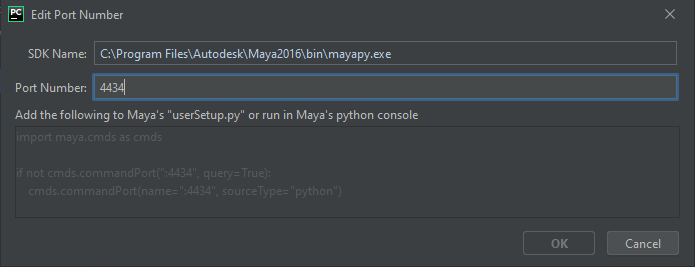 PC Edit Port Number
SDK Name: C:\Program Files\Autodesk\Maya2016\bin\mayapy.exe
Port Number: 4434
Add the following to Maya's "userSetup.py" or run in Maya's python console
import maya.cmds as cmds
if not cmds.commandPort(":4434", query=True):
    cmds.commandPort(name=":4434", sourceType="python")
OK Cancel